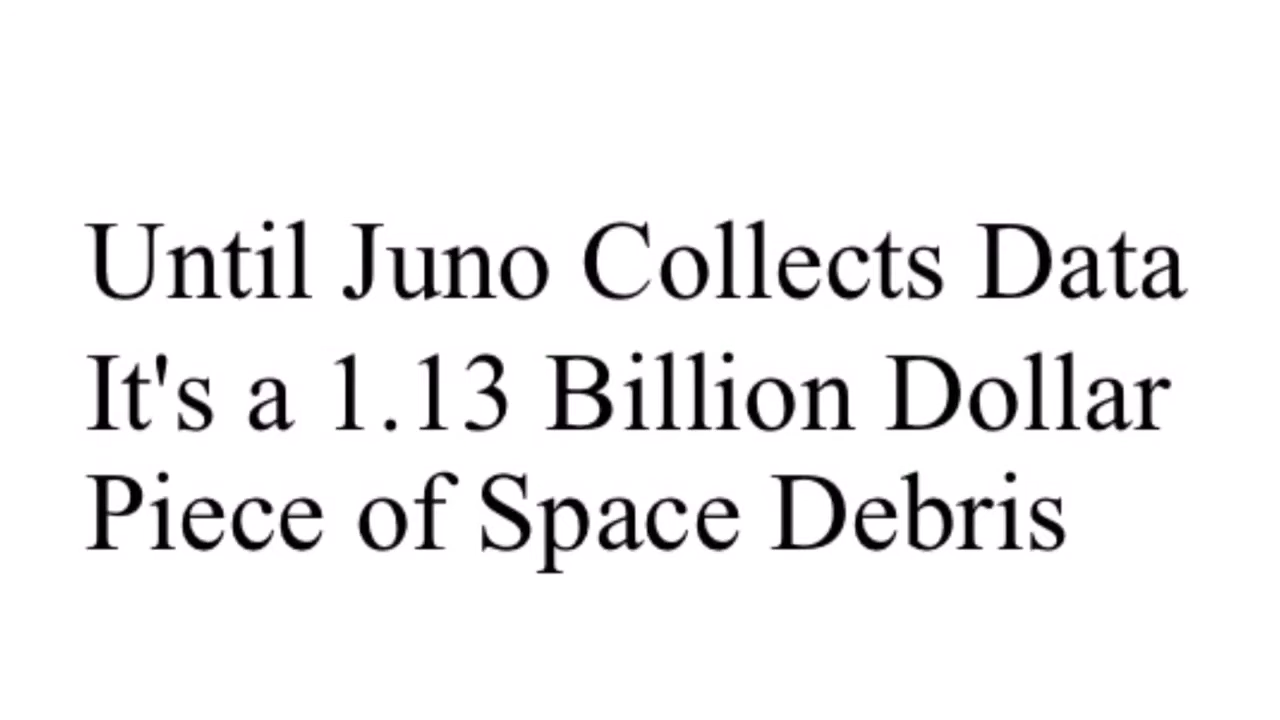 Until Juno Collects Data
It's a 1.13 Billion Dollar
Piece of Space Debris